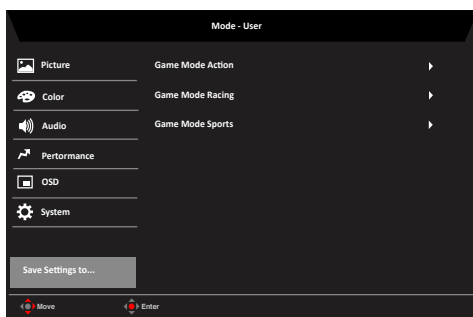 Mode - User
Picture
Game Mode Action
Color
Game Mode Racing
Audio
Game Mode Sports
Pertormance
OSD
System
Save Settings to...
Move
Enter